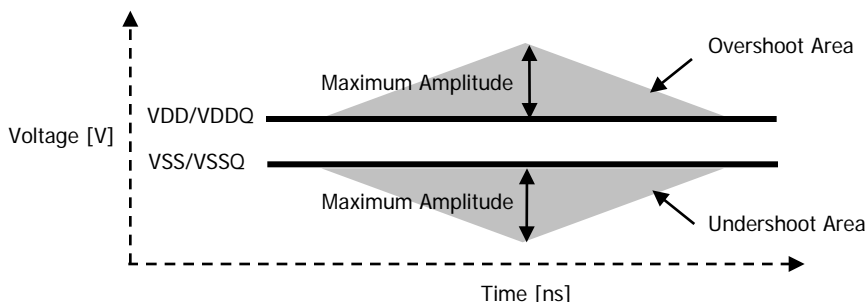 Overshoot Area
Maximum Amplitude
VDD/VDDQ
Voltage [V]
VSS/VSSQ
Maximum Amplitude
Undershoot Area
Time [ns]